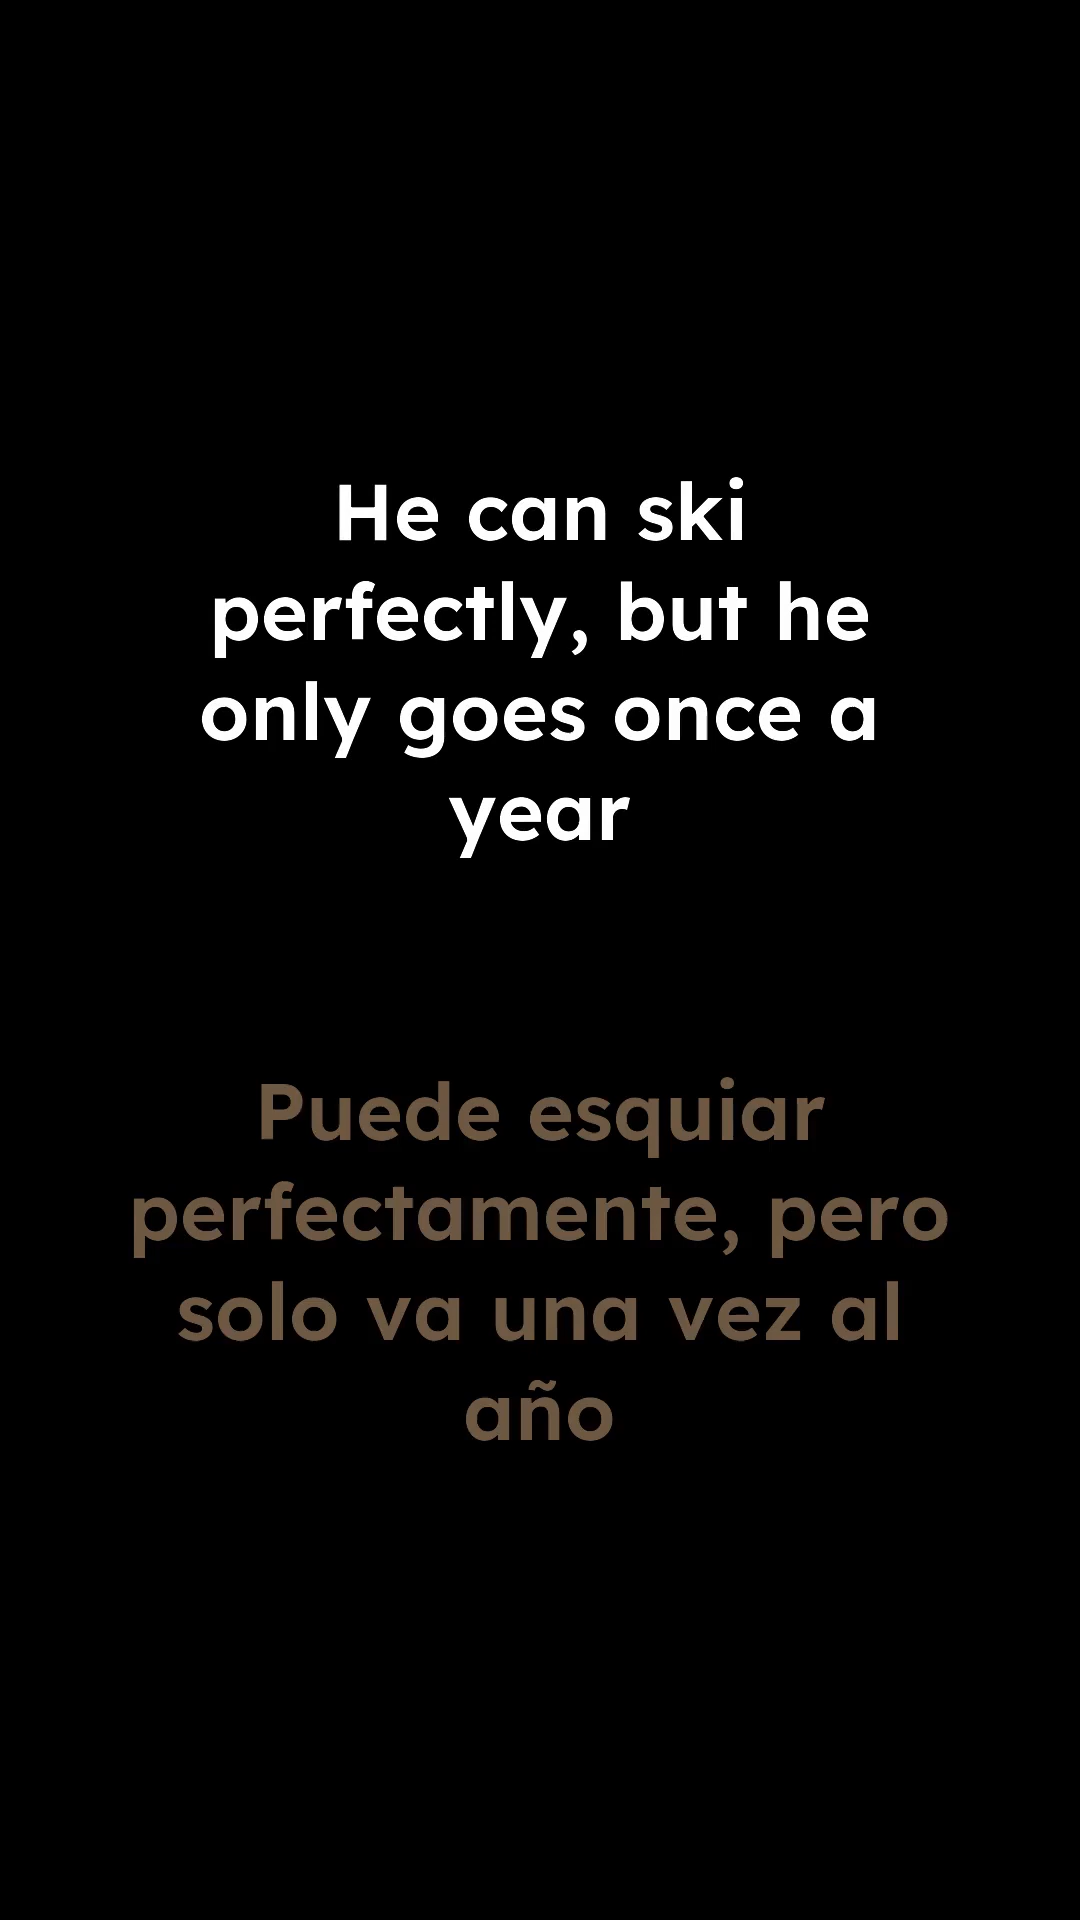 He can ski
perfectly, but he
only goes once a
year
Puede esquiar
perfectamente, pero
solo va una vez al
año